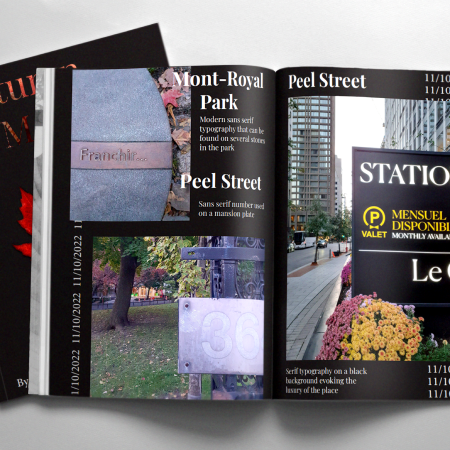 By
11/10/2022 11/10/2022 11/10/2022 11
Franchir...
Mont-Royal
Park
Modern sans serif
typography that can be
found on several stones
in the park
Peel Street
Sans serif number used
on a mansion plate
30
Peel Street
11/10
11/10
STATIO
P
VALET
MENSUEL
DISPONIBL
MONTHLY AVAILA
Le
Serif typography on a black
background evoking the
luxury of the place
11/10
11/10
11/10